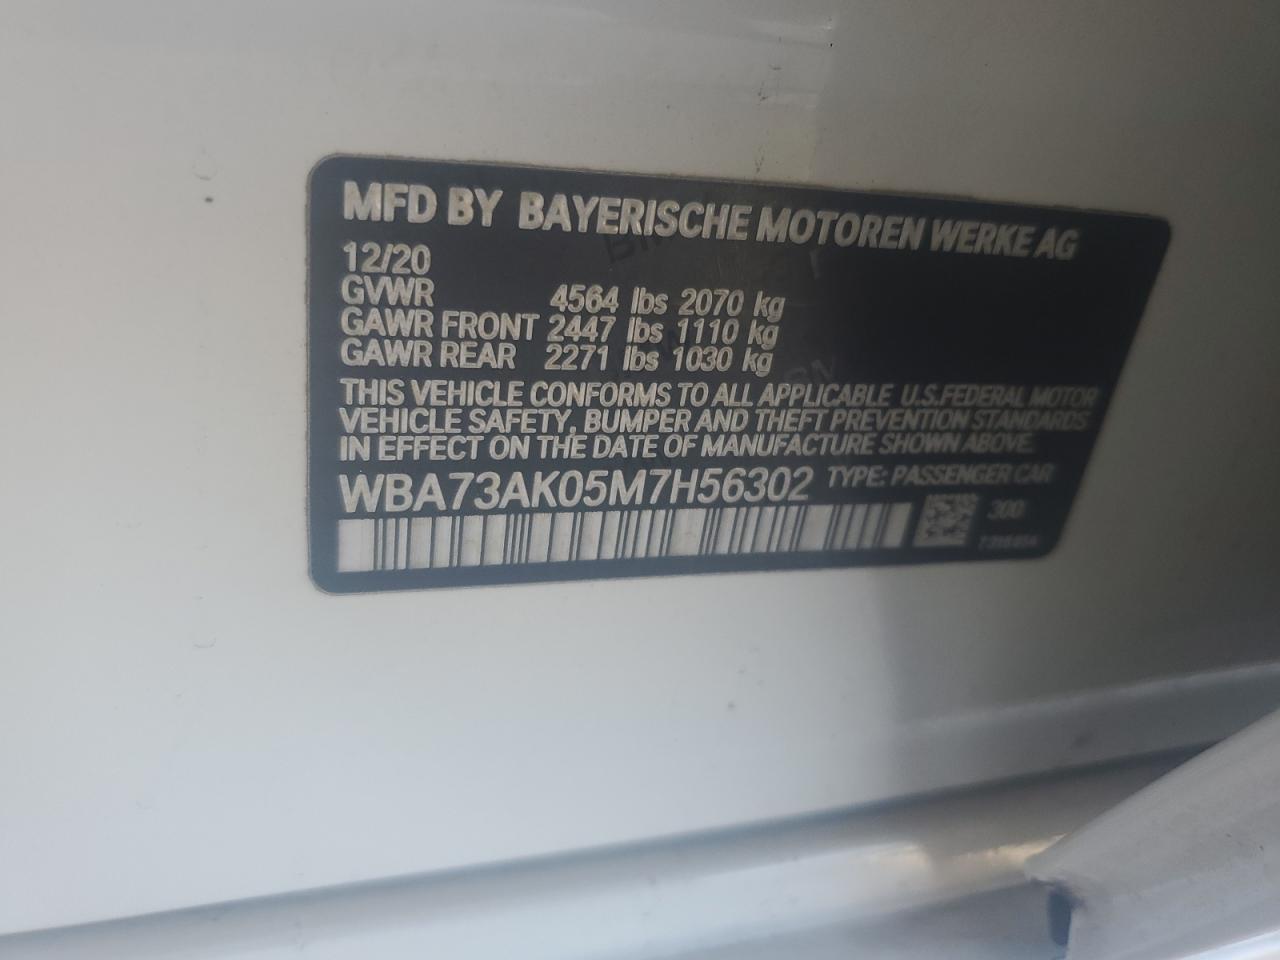 MFD BY BAYERISCHE MOTOREN WERKE AG
12/20
GVWR 4564 lbs 2070 kg
GAWR FRONT 2447 lbs 1110 kg
GAWR REAR 2271 lbs 1030 kg
THIS VEHICLE CONFORMS TO ALL APPLICABLE U.S.FEDERAL MOTOR
VEHICLE SAFETY, BUMPER AND THEFT PREVENTION STANDARDS
IN EFFECT ON THE DATE OF MANUFACTURE SHOWN ABOVE.
WBA73AK05M7H56302 TYPE: PASSENGER CAR
300